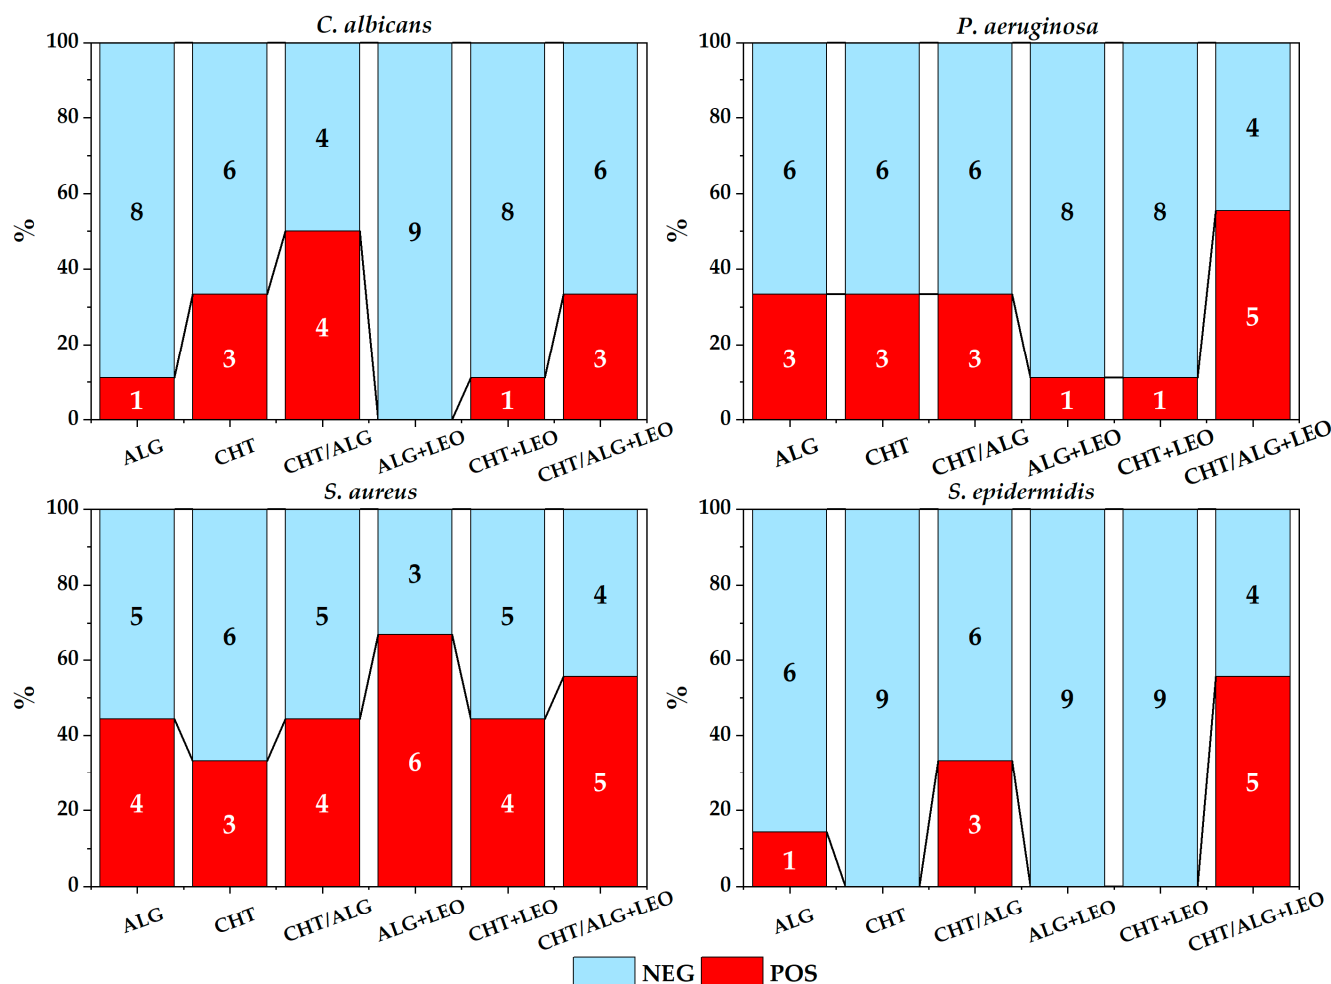 C. albicans
100
80
60
40
20
0
%
8
6
4
9
8
6
1
3
4
1
3
ALG
CHT
CHT/ALG
ALG+LEO
CHT+LEO
CHT/ALG+LEO
P. aeruginosa
100
80
60
40
20
0
%
6
6
6
8
8
4
3
3
3
1
1
5
ALG
CHT
CHT/ALG
ALG+LEO
CHT+LEO
CHT/ALG+LEO
S. aureus
100
80
60
40
20
0
%
5
6
5
3
5
4
4
3
4
6
4
5
ALG
CHT
CHT/ALG
ALG+LEO
CHT+LEO
CHT/ALG+LEO
S. epidermidis
100
80
60
40
20
0
%
6
9
6
9
9
4
1
3
5
ALG
CHT
CHT/ALG
ALG+LEO
CHT+LEO
CHT/ALG+LEO
NEG POS